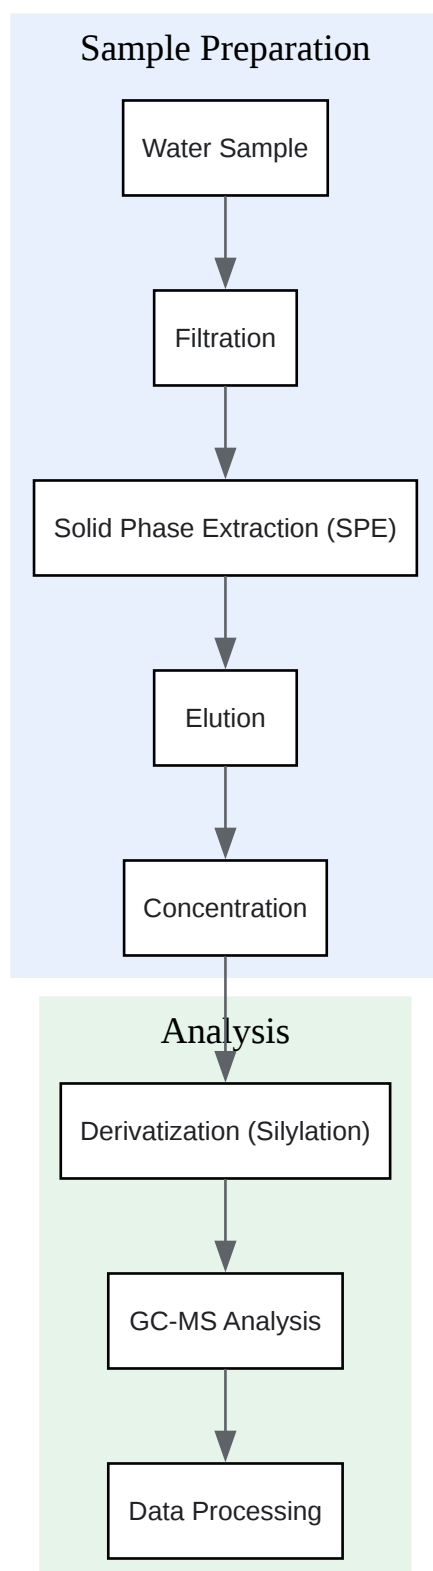 Sample Preparation
Water Sample
Filtration
Solid Phase Extraction (SPE)
Elution
Concentration
Analysis
Derivatization (Silylation)
GC-MS Analysis
Data Processing